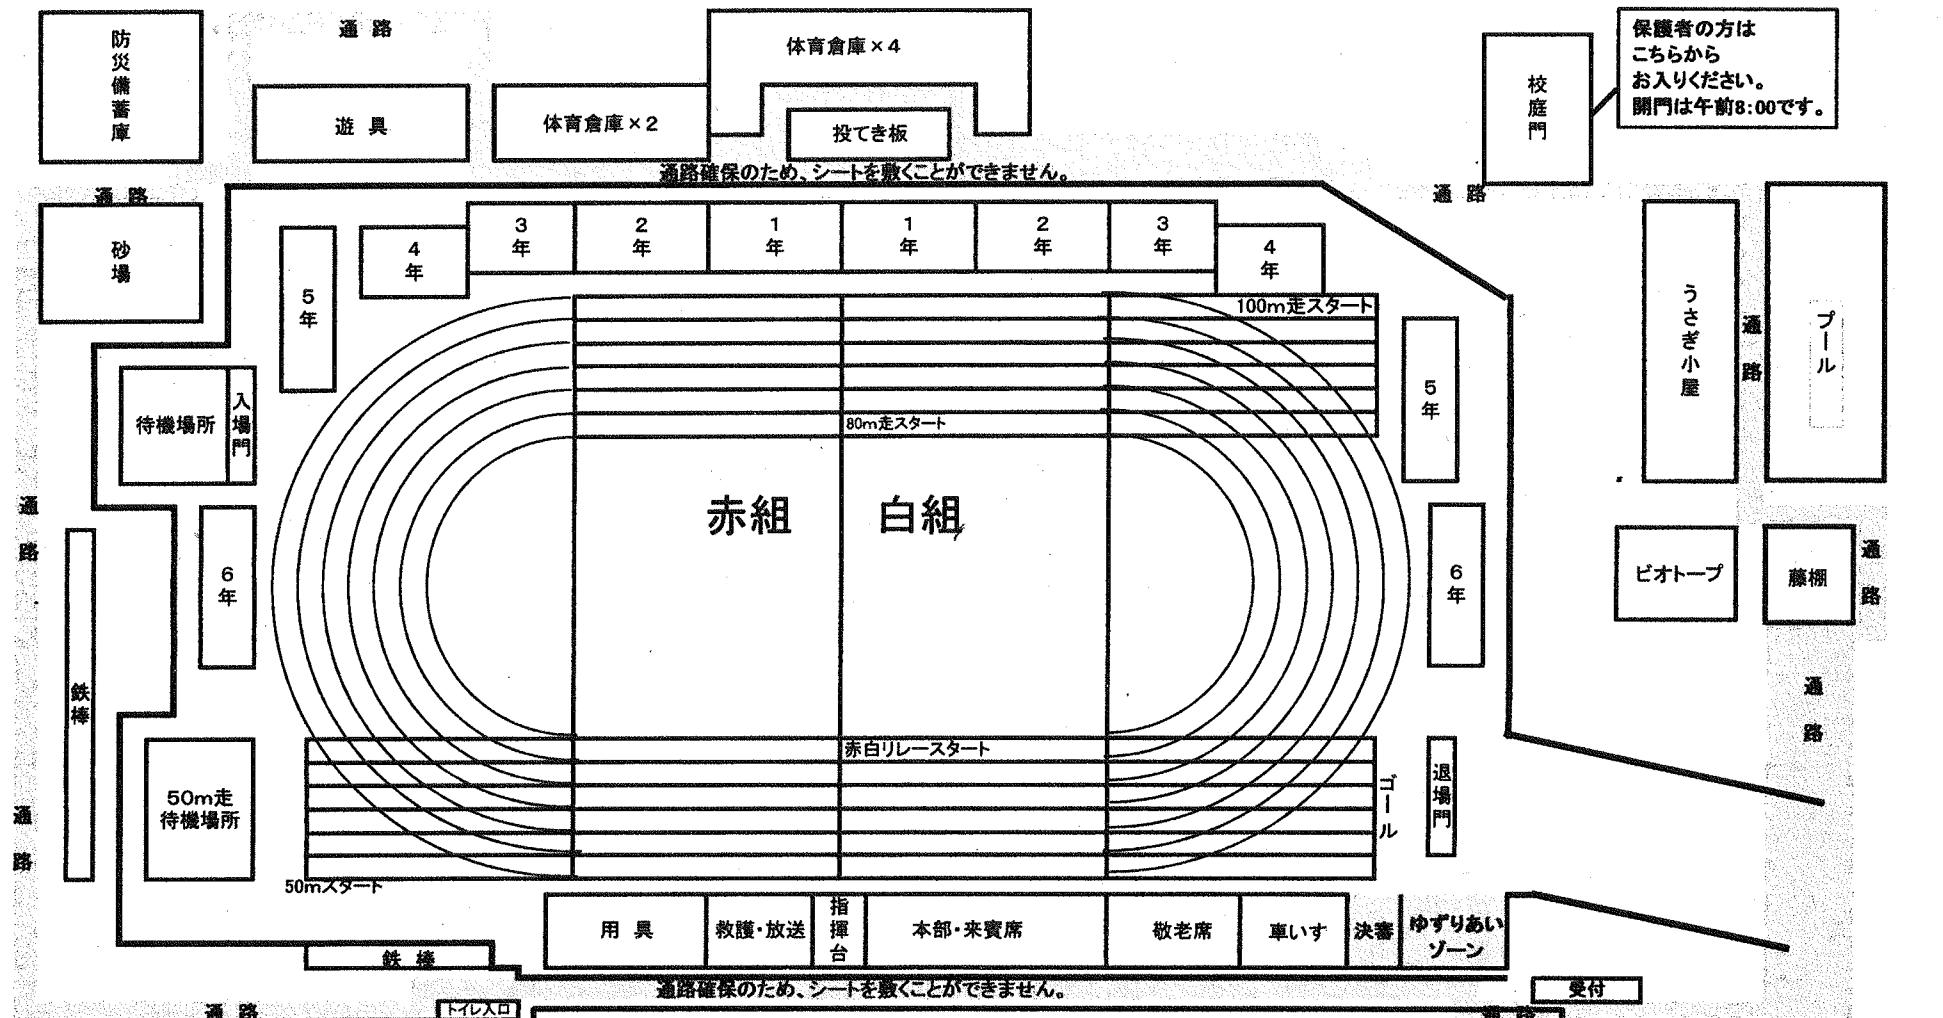 通 路
防災備蓄庫
遊 具
体育倉庫×2
体育倉庫×4
投てき板
校庭門
保護者の方は
こちらから
お入りください。
開門は午前8:00です。
通路確保のため、シートを敷くことができません。
通 路
通 路
砂場
5年
4年
3年
2年
1年
1年
2年
3年
4年
100m走スタート
5年
うさぎ小屋
通 路
プール
待機場所
入場門
80m走スタート
赤組
白組
通 路
6年
6年
ビオトープ
藤棚
通 路
鉄棒
通 路
赤白リレースタート
ゴール
退場門
50m走
待機場所
通 路
50mスタート
用 具
救護・放送
指揮台
本部・来賓席
敬老席
車いす
決審
ゆずりあい
ゾーン
鉄 棒
通路確保のため、シートを敷くことができません。
受付
通 路
トイレ入口
通 路